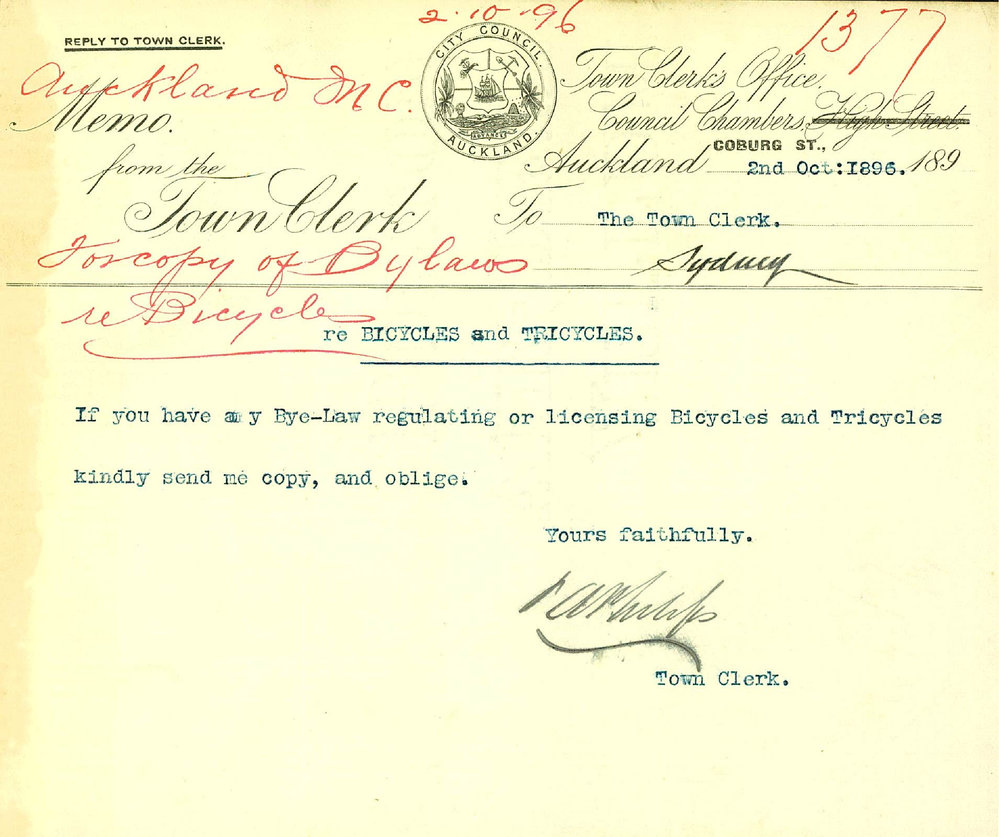 2.10.96
1377
REPLY TO TOWN CLERK.
CITY COUNCIL.
AUCKLAND.
Town Clerk's Office,
Auckland M.C.
Council Chambers, High Street.
Memo.
COBURG ST.,
from the
Auckland 2nd Oct:1896. 189
Town Clerk
To The Town Clerk.
For copy of Bylaws
Sydney
re Bicycles
re BICYCLES and TRICYCLES.
If you have any Bye-Law regulating or licensing Bicycles and Tricycles
kindly send me copy, and oblige.
Yours faithfully.
Philips
Town Clerk.